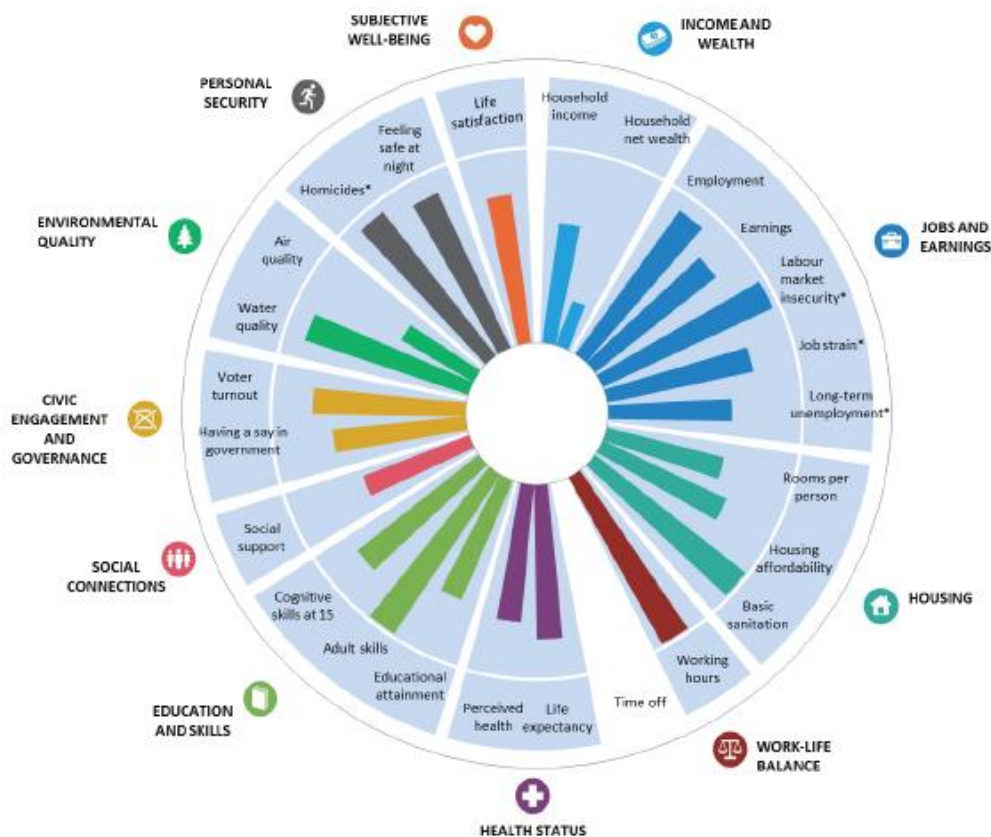 SUBJECTIVE
WELL-BEING
INCOME AND
WEALTH
PERSONAL
SECURITY
Life
satisfaction
Household
income
Household
net wealth
Feeling
safe at
night
Homicides*
Employment
ENVIRONMENTAL
QUALITY
Air
quality
Earnings
JOBS AND
EARNINGS
Labour
market
insecurity*
Water
quality
Job strain*
Voter
turnout
Long-term
unemployment*
CIVIC
ENGAGEMENT
AND
GOVERNANCE
Having a say in
government
Rooms per
person
Social
support
Housing
affordability
SOCIAL
CONNECTIONS
HOUSING
Cognitive
skills at 15
Basic
sanitation
Adult skills
Working
hours
Educational
attainment
Perceived
health
Life
expectancy
Time off
EDUCATION
AND SKILLS
WORK-LIFE
BALANCE
HEALTH STATUS